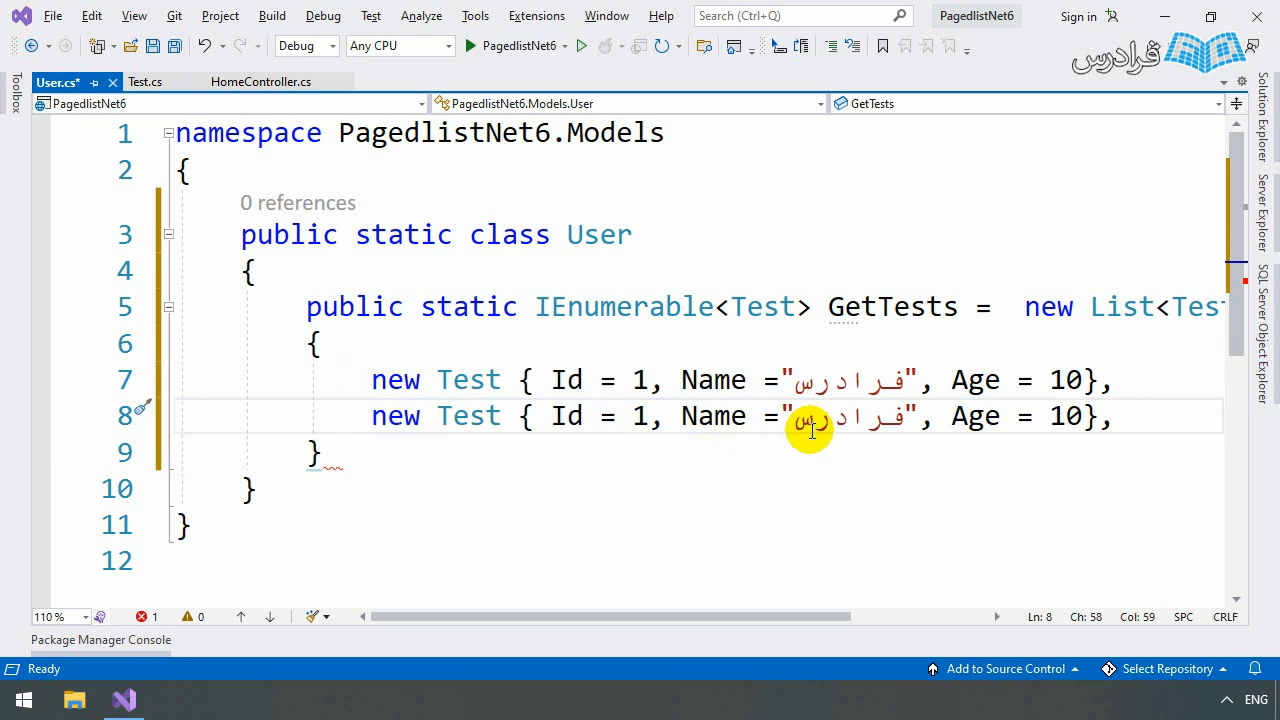 File Edit View Git Project Build Debug Test Analyze Tools Extensions Window Help Search (Ctrl+Q) PagedlistNet6 Sign in
Debug Any CPU PagedlistNet6
فرادرس
User.cs* Test.cs HomeController.cs
PagedlistNet6 PagedlistNet6.Models.User GetTests
Toolbox
1 namespace PagedlistNet6.Models
2 {
0 references
3 public static class User
4 {
5 public static IEnumerable<Test> GetTests = new List<Test
6 {
7 new Test { Id = 1, Name ="فرادرس", Age = 10},
8 new Test { Id = 1, Name ="فرادرس", Age = 10},
9 }
10 }
11 }
12
Solution Explorer
Server Explorer
SQL Server Object Explorer
110 % 1 0 Ln: 8 Ch: 58 Col: 59 SPC CRLF
Package Manager Console
Ready Add to Source Control Select Repository
ENG